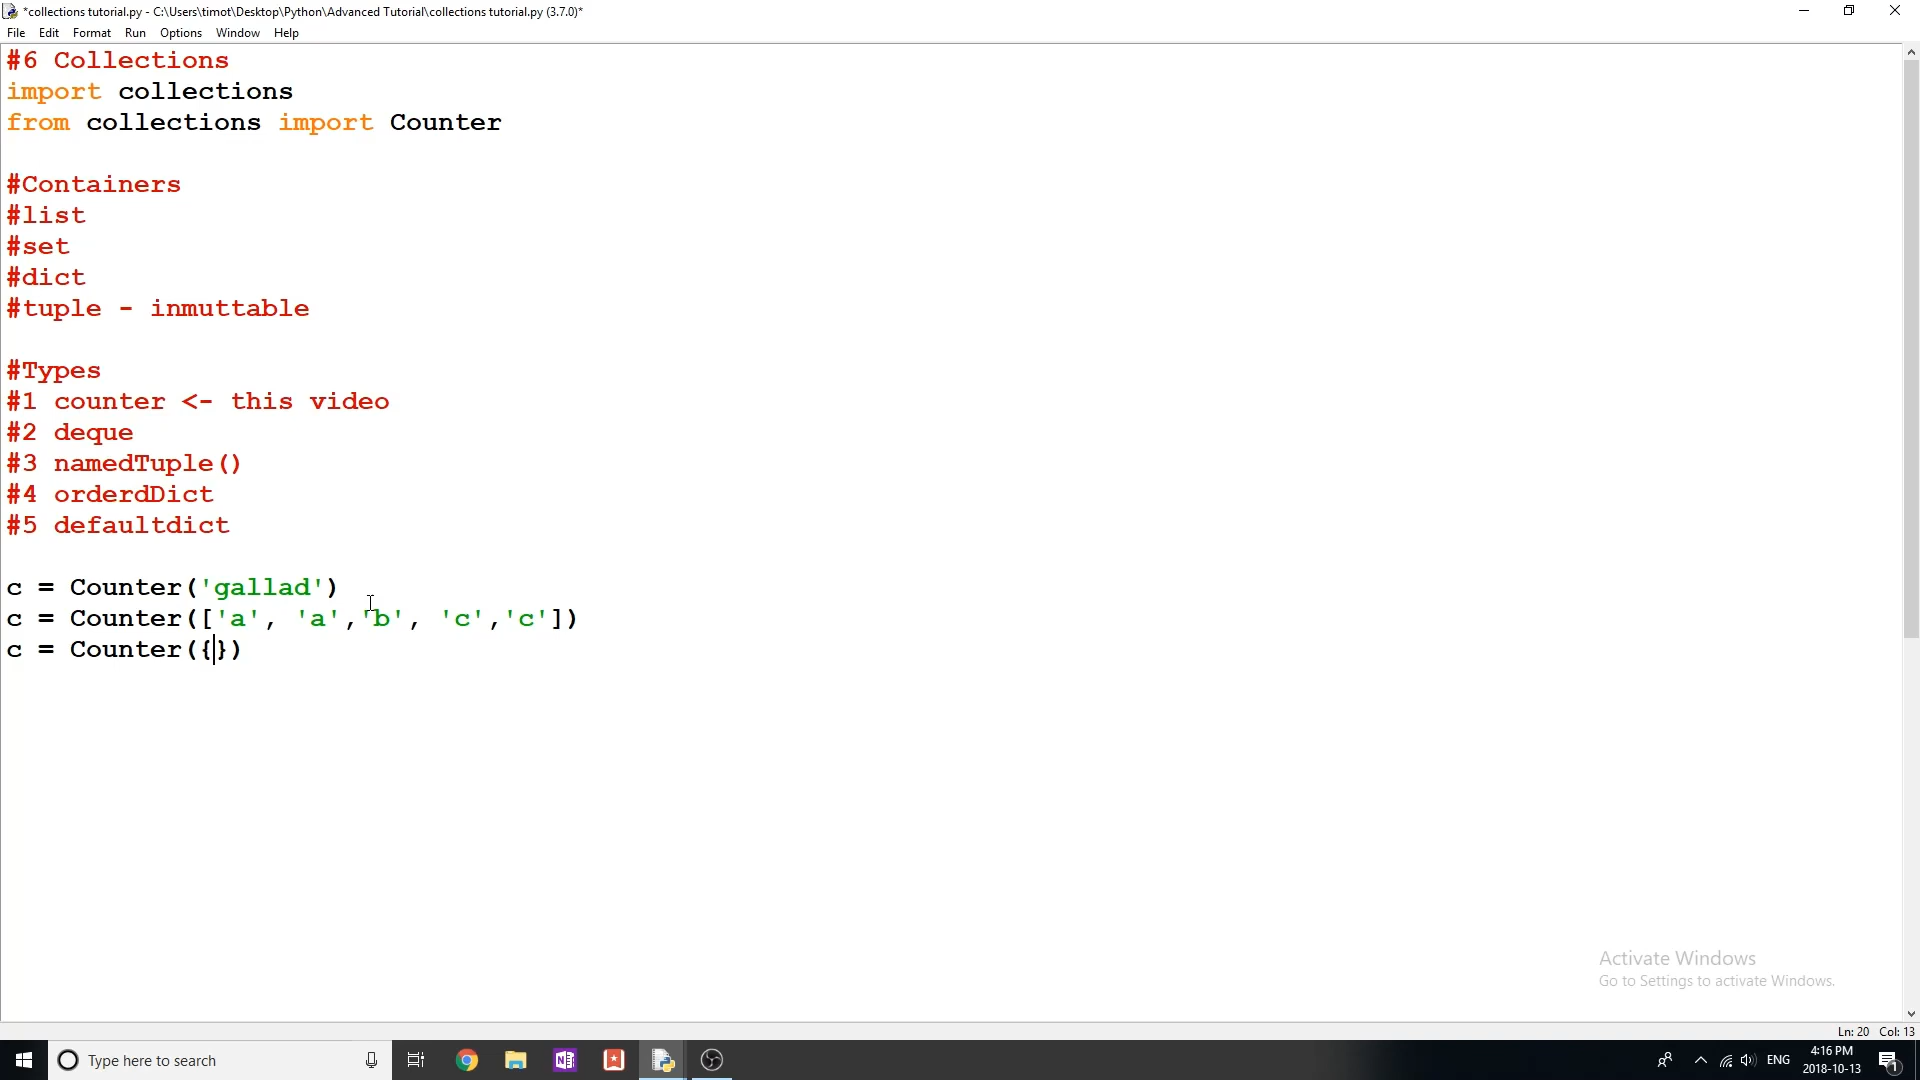 *collections tutorial.py - C:\Users\timot\Desktop\Python\Advanced Tutorial\collections tutorial.py (3.7.0)*
File Edit Format Run Options Window Help
#6 Collections
import collections
from collections import Counter
#Containers
#list
#set
#dict
#tuple - inmuttable
#Types
#1 counter <- this video
#2 deque
#3 namedTuple()
#4 orderdDict
#5 defaultdict
c = Counter('gallad')
c = Counter(['a', 'a','b', 'c','c'])
c = Counter({})
Activate Windows
Go to Settings to activate Windows.
Ln: 20 Col: 13
Type here to search
ENG
4:16 PM
2018-10-13
1